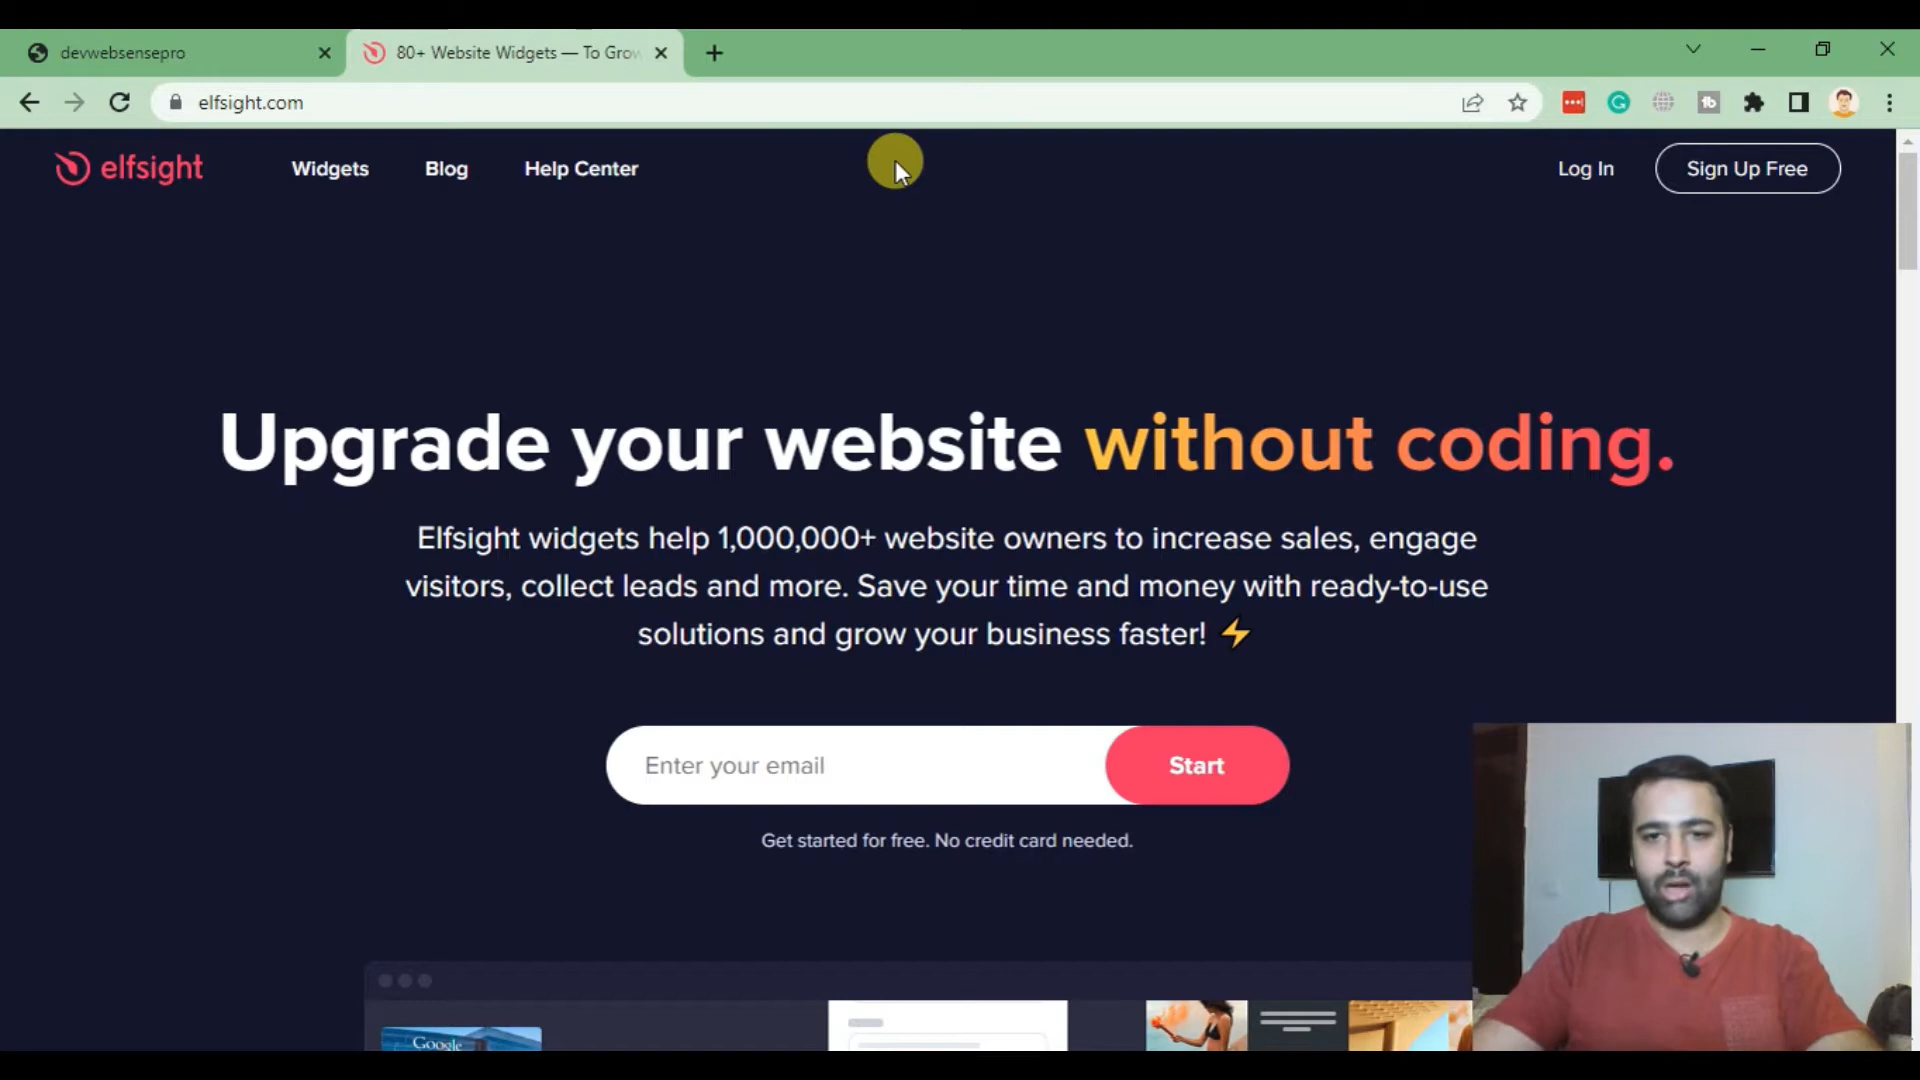 devwebsensepro
80+ Website Widgets — To Grow
elfsight.com
elfsight
Widgets
Blog
Help Center
Log In
Sign Up Free
Upgrade your website without coding.
Elfsight widgets help 1,000,000+ website owners to increase sales, engage
visitors, collect leads and more. Save your time and money with ready-to-use
solutions and grow your business faster! ⚡
Enter your email
Start
Get started for free. No credit card needed.
Google